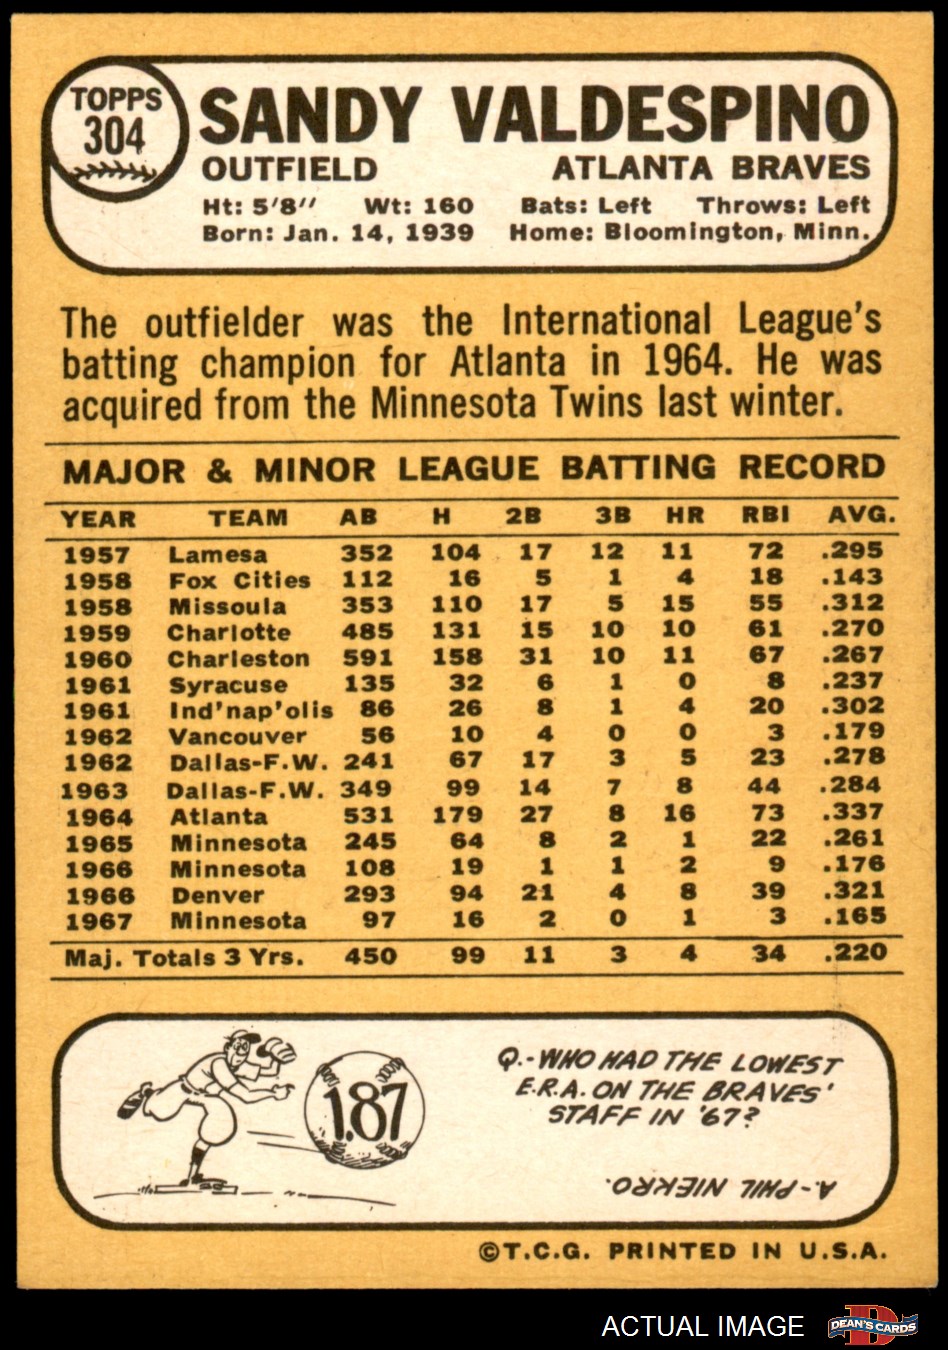 TOPPS
304
SANDY VALDESPINO
OUTFIELD ATLANTA BRAVES
Ht: 5'8" Wt: 160 Bats: Left Throws: Left
Born: Jan. 14, 1939 Home: Bloomington, Minn.
The outfielder was the International League's
batting champion for Atlanta in 1964. He was
acquired from the Minnesota Twins last winter.
MAJOR & MINOR LEAGUE BATTING RECORD
YEAR TEAM AB H 2B 3B HR RBI AVG.
1957 Lamesa 352 104 17 12 11 72 .295
1958 Fox Cities 112 16 5 1 4 18 .143
1958 Missoula 353 110 17 5 15 55 .312
1959 Charlotte 485 131 15 10 10 61 .270
1960 Charleston 591 158 31 10 11 67 .267
1961 Syracuse 135 32 6 1 0 8 .237
1961 Ind'nap'olis 86 26 8 1 4 20 .302
1962 Vancouver 56 10 4 0 0 3 .179
1962 Dallas-F.W. 241 67 17 3 5 23 .278
1963 Dallas-F.W. 349 99 14 7 8 44 .284
1964 Atlanta 531 179 27 8 16 73 .337
1965 Minnesota 245 64 8 2 1 22 .261
1966 Minnesota 108 19 1 1 2 9 .176
1966 Denver 293 94 21 4 8 39 .321
1967 Minnesota 97 16 2 0 1 3 .165
Maj. Totals 3 Yrs. 450 99 11 3 4 34 .220
1.87
Q.-WHO HAD THE LOWEST
E.R.A. ON THE BRAVES'
STAFF IN '67?
A.-PHIL NIEKRO.
©T.C.G. PRINTED IN U.S.A.
ACTUAL IMAGE
D
DEAN'S CARDS